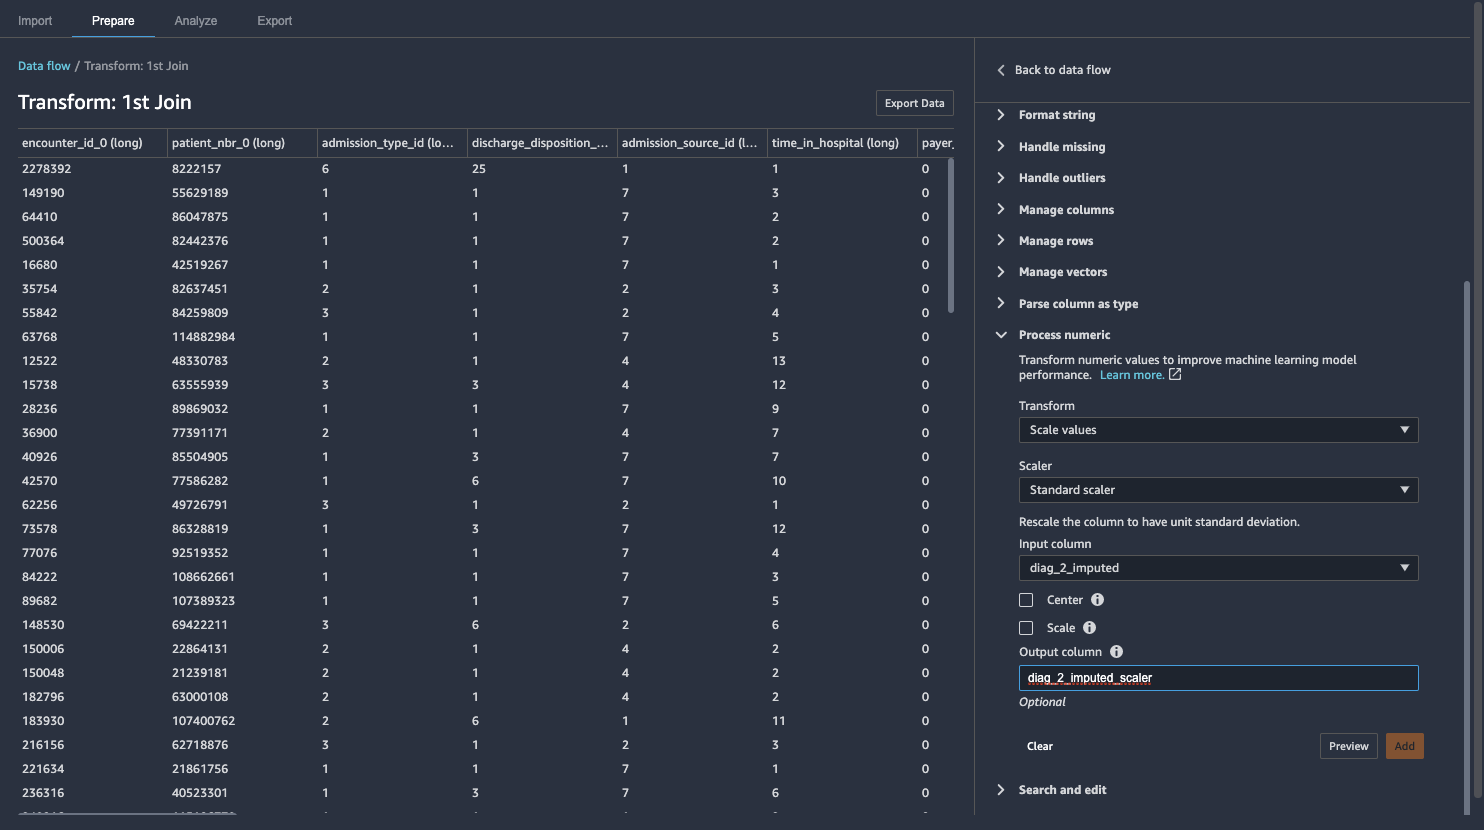 Import Prepare Analyze Export
Data flow / Transform: 1st Join
Transform: 1st Join
Export Data
encounter_id_0 (long) patient_nbr_0 (long) admission_type_id (lo... discharge_disposition_... admission_source_id (l... time_in_hospital (long) payer_
2278392 8222157 6 25 1 1 0
149190 55629189 1 1 7 3 0
64410 86047875 1 1 7 2 0
500364 82442376 1 1 7 2 0
16680 42519267 1 1 7 1 0
35754 82637451 2 1 2 3 0
55842 84259809 3 1 2 4 0
63768 114882984 1 1 7 5 0
12522 48330783 2 1 4 13 0
15738 63555939 3 3 4 12 0
28236 89869032 1 1 7 9 0
36900 77391171 2 1 4 7 0
40926 85504905 1 3 7 7 0
42570 77586282 1 6 7 10 0
62256 49726791 3 1 2 1 0
73578 86328819 1 3 7 12 0
77076 92519352 1 1 7 4 0
84222 108662661 1 1 7 3 0
89682 107389323 1 1 7 5 0
148530 69422211 3 6 2 6 0
150006 22864131 2 1 4 2 0
150048 21239181 2 1 4 2 0
182796 63000108 2 1 4 2 0
183930 107400762 2 6 1 11 0
216156 62718876 3 1 2 3 0
221634 21861756 1 1 7 1 0
236316 40523301 1 3 7 6 0
Back to data flow
Format string
Handle missing
Handle outliers
Manage columns
Manage rows
Manage vectors
Parse column as type
Process numeric
Transform numeric values to improve machine learning model
performance. Learn more.
Transform
Scale values
Scaler
Standard scaler
Rescale the column to have unit standard deviation.
Input column
diag_2_imputed
Center
Scale
Output column
diag_2_imputed_scaler
Optional
Clear Preview Add
Search and edit